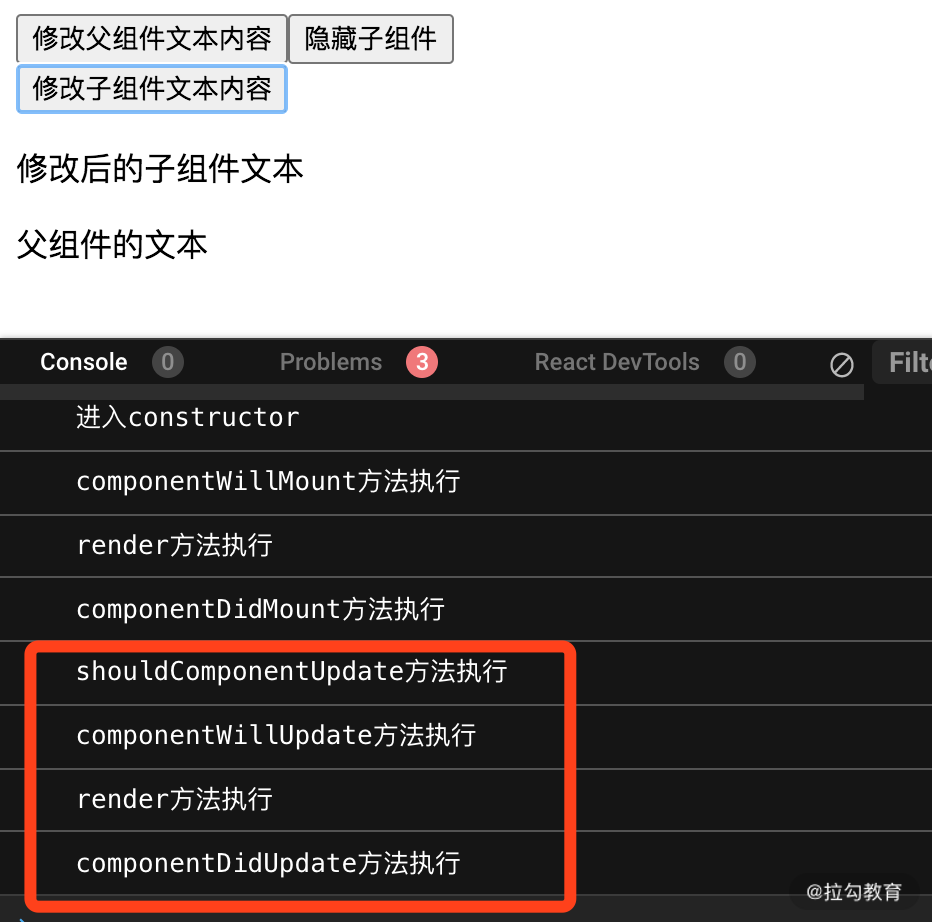 修改父组件文本内容 隐藏子组件
修改子组件文本内容
修改后的子组件文本
父组件的文本
Console 0 Problems 3 React DevTools 0 Filt
进入constructor
componentWillMount方法执行
render方法执行
componentDidMount方法执行
shouldComponentUpdate方法执行
componentWillUpdate方法执行
render方法执行
componentDidUpdate方法执行
@拉勾教育